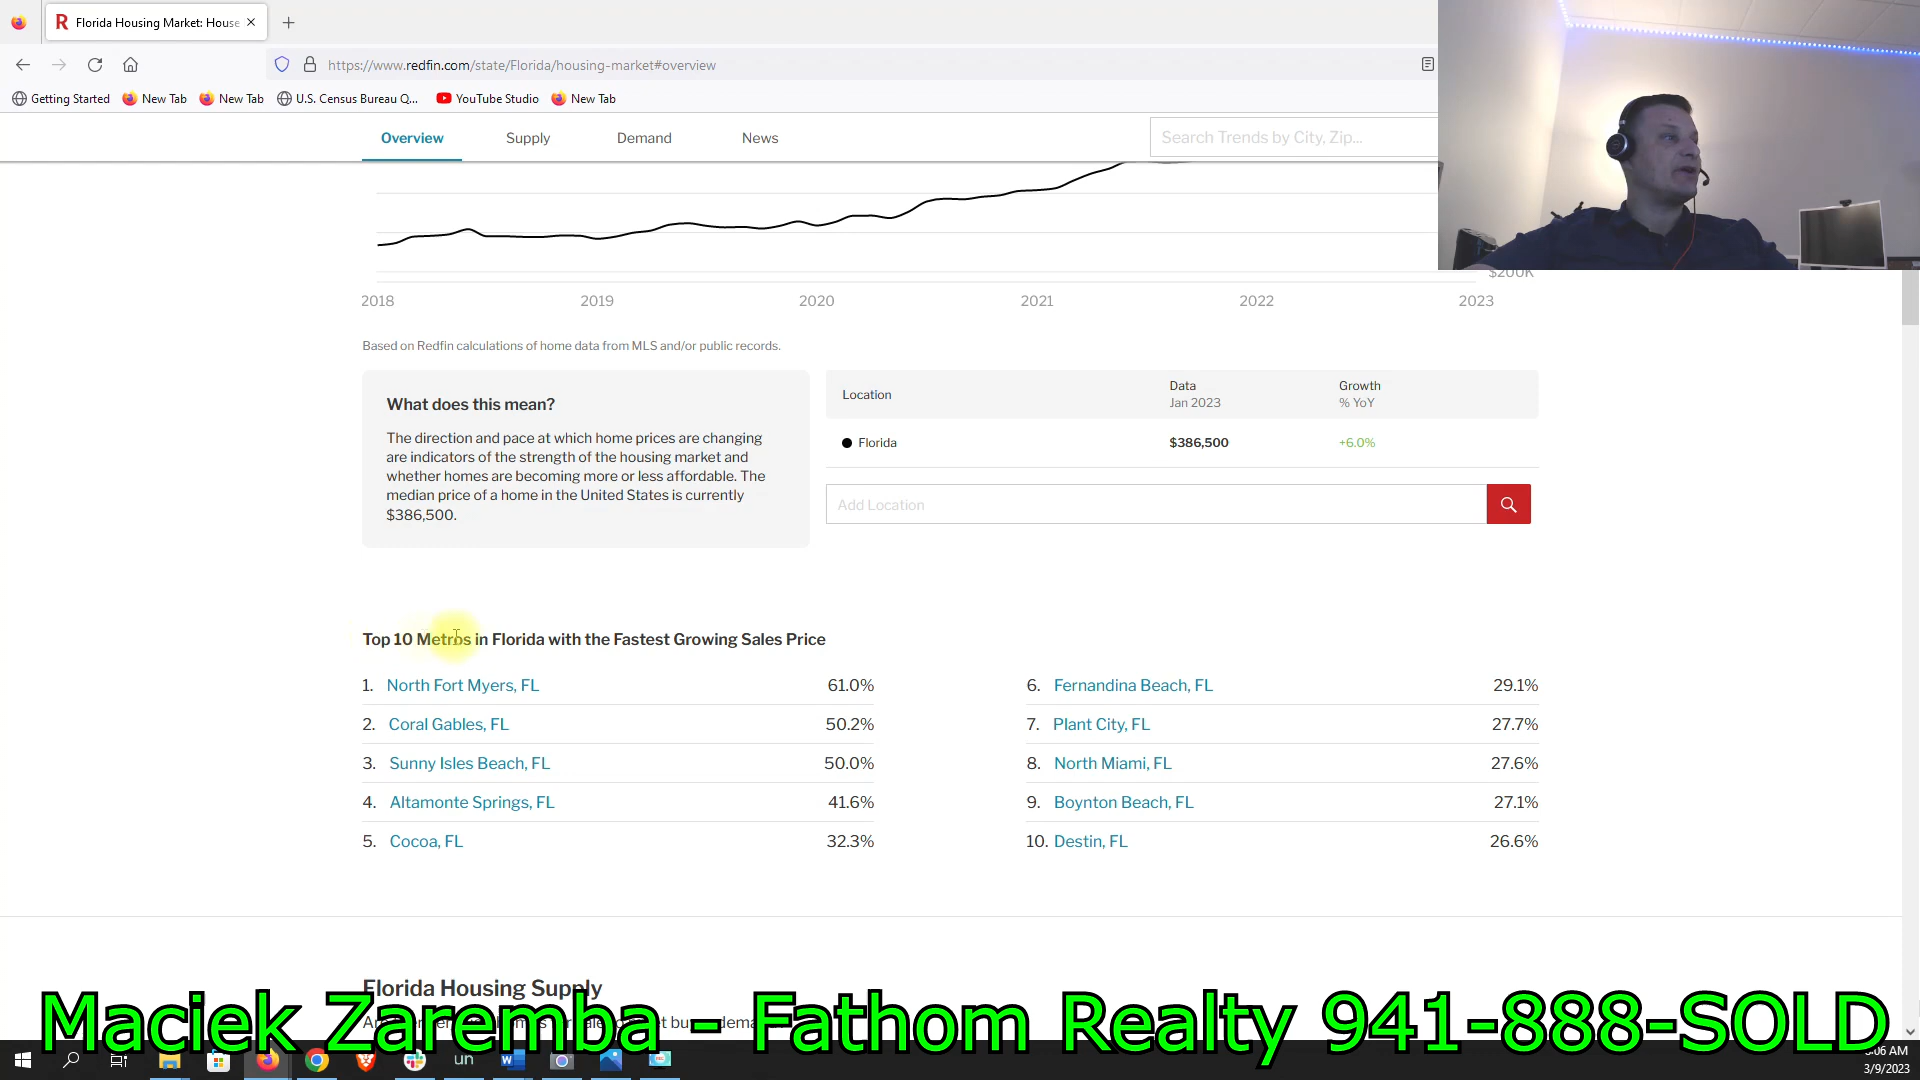 Florida Housing Market: House
https://www.redfin.com/state/Florida/housing-market#overview
Getting Started
New Tab
New Tab
U.S. Census Bureau Q...
YouTube Studio
New Tab
Overview
Supply
Demand
News
Search Trends by City, Zip...
$200K
2018
2019
2020
2021
2022
2023
Based on Redfin calculations of home data from MLS and/or public records.
What does this mean?
The direction and pace at which home prices are changing
are indicators of the strength of the housing market and
whether homes are becoming more or less affordable. The
median price of a home in the United States is currently
$386,500.
Location
Data
Jan 2023
Growth
% YoY
Florida
$386,500
+6.0%
Add Location
Top 10 Metros in Florida with the Fastest Growing Sales Price
1. North Fort Myers, FL 61.0%
2. Coral Gables, FL 50.2%
3. Sunny Isles Beach, FL 50.0%
4. Altamonte Springs, FL 41.6%
5. Cocoa, FL 32.3%
6. Fernandina Beach, FL 29.1%
7. Plant City, FL 27.7%
8. North Miami, FL 27.6%
9. Boynton Beach, FL 27.1%
10. Destin, FL 26.6%
Florida Housing Supply
Maciek Zaremba - Fathom Realty 941-888-SOLD
un
:06 AM
3/9/2023